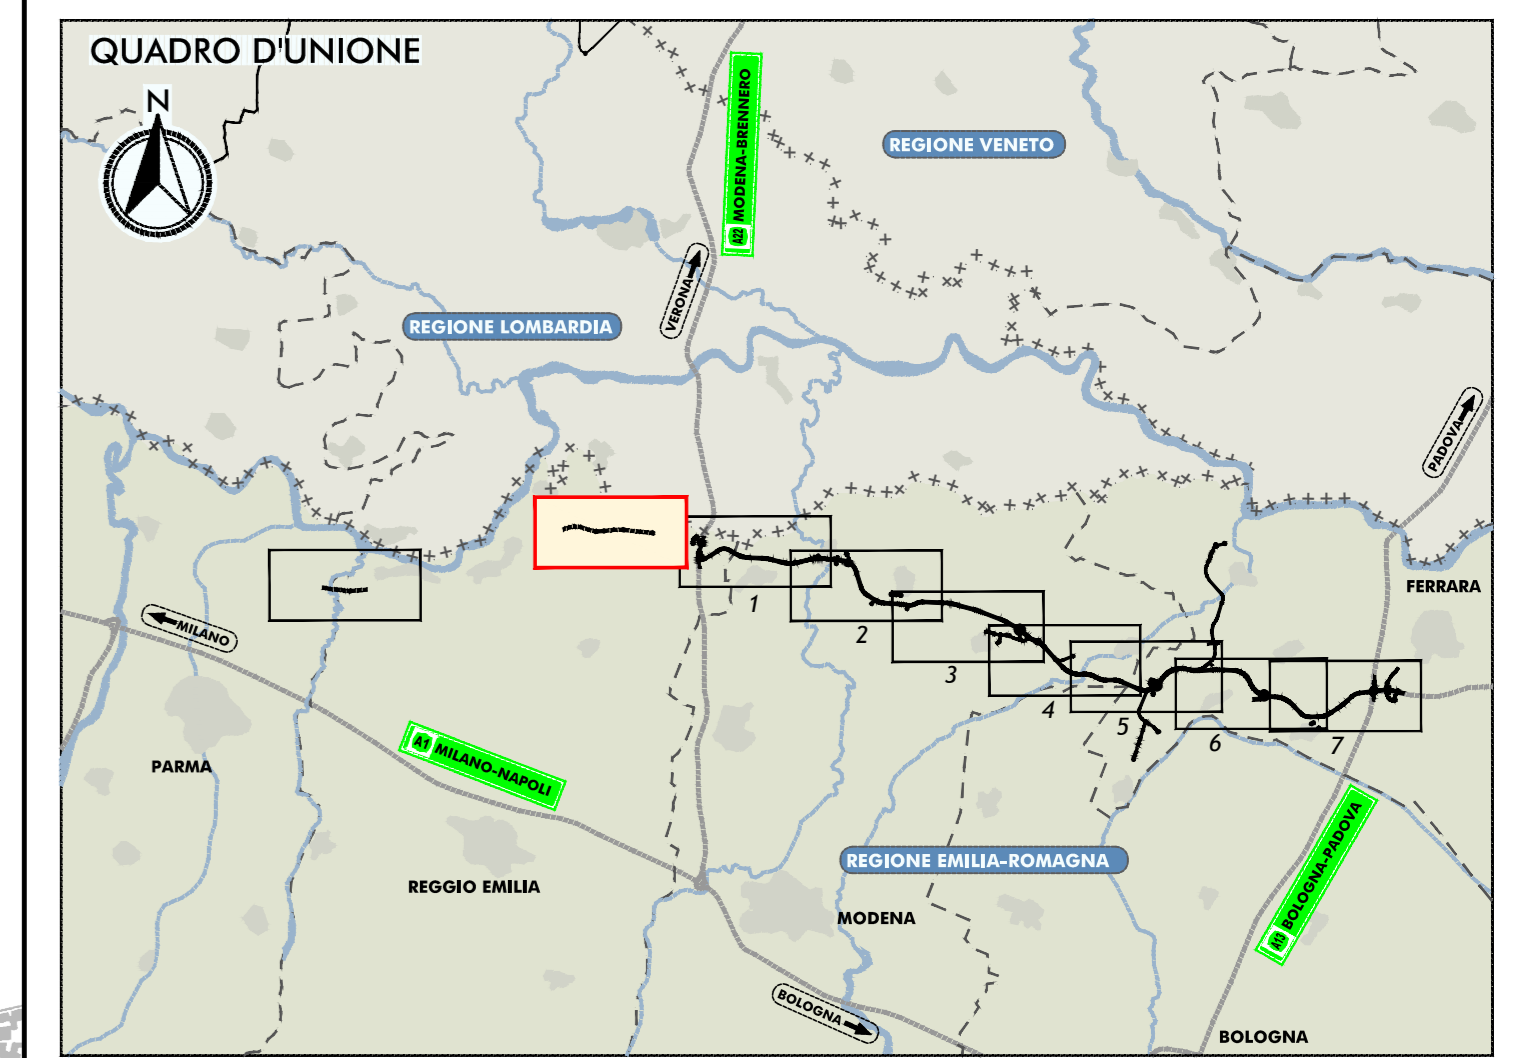 QUADRO D'UNIONE
N
A22 MODENA-BRENNERO
REGIONE VENETO
VERONA
REGIONE LOMBARDIA
PADOVA
FERRARA
MILANO
1
2
3
4
5
6
7
PARMA
A1 MILANO-NAPOLI
REGGIO EMILIA
REGIONE EMILIA-ROMAGNA
A13 BOLOGNA-PADOVA
MODENA
BOLOGNA
BOLOGNA